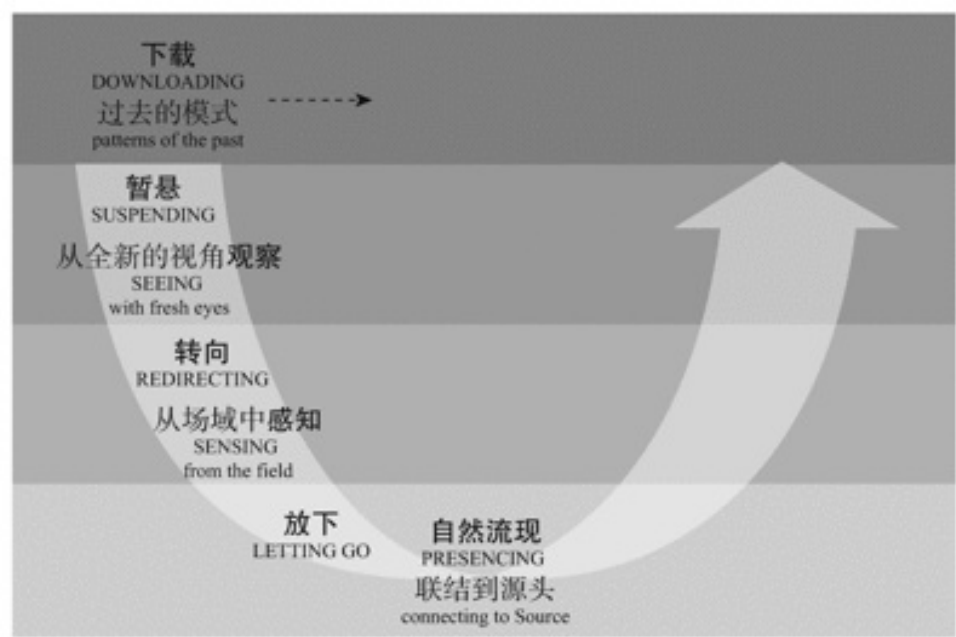 下载
DOWNLOADING
过去的模式
patterns of the past
暂悬
SUSPENDING
从全新的视角观察
SEEING
with fresh eyes
转向
REDIRECTING
从场域中感知
SENSING
from the field
放下
LETTING GO
自然流现
PRESENCING
联结到源头
connecting to Source